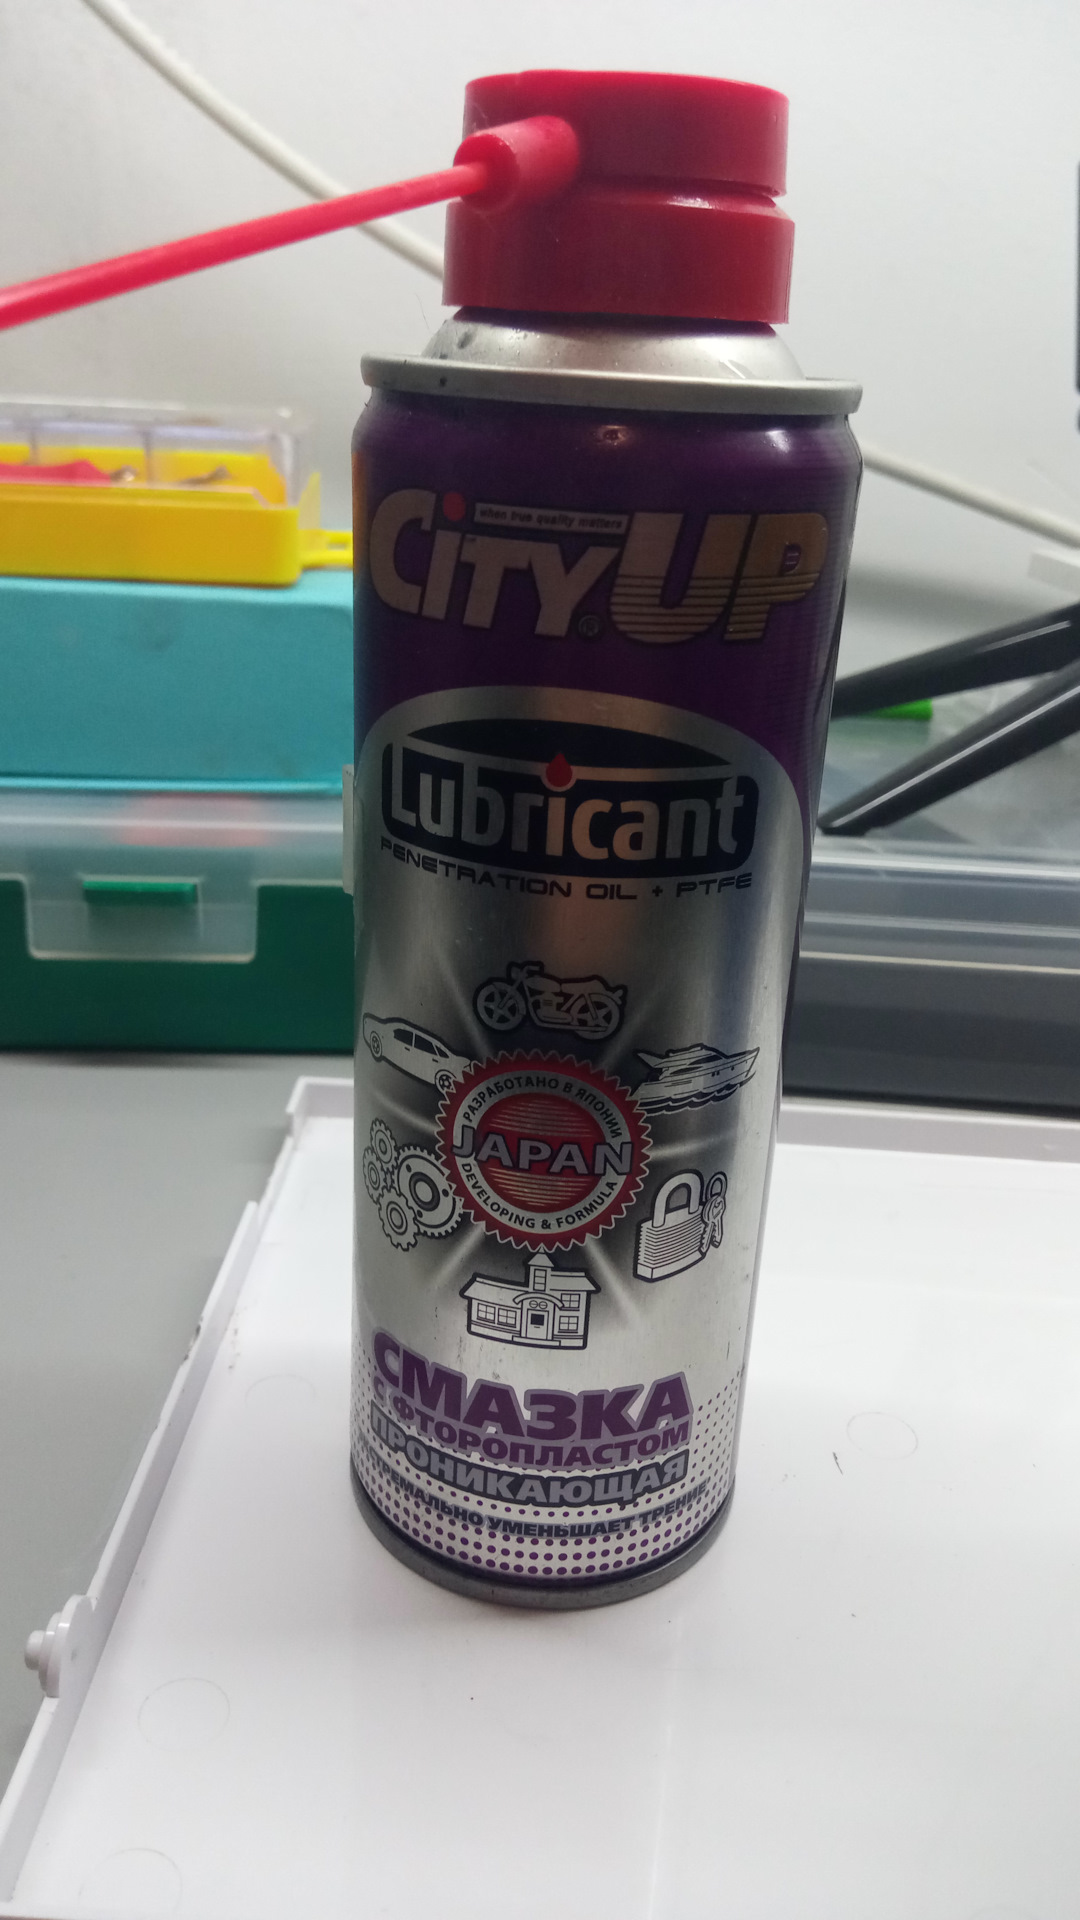 when true quality matters
CiTYUP®
Lubricant
PENETRATION OIL + PTFE
РАЗРАБОТАНО В ЯПОНИИ
JAPAN
DEVELOPING & FORMULA
СМАЗКА
С ФТОРОПЛАСТОМ
ПРОНИКАЮЩАЯ
ЭКСТРЕМАЛЬНО УМЕНЬШАЕТ ТРЕНИЕ